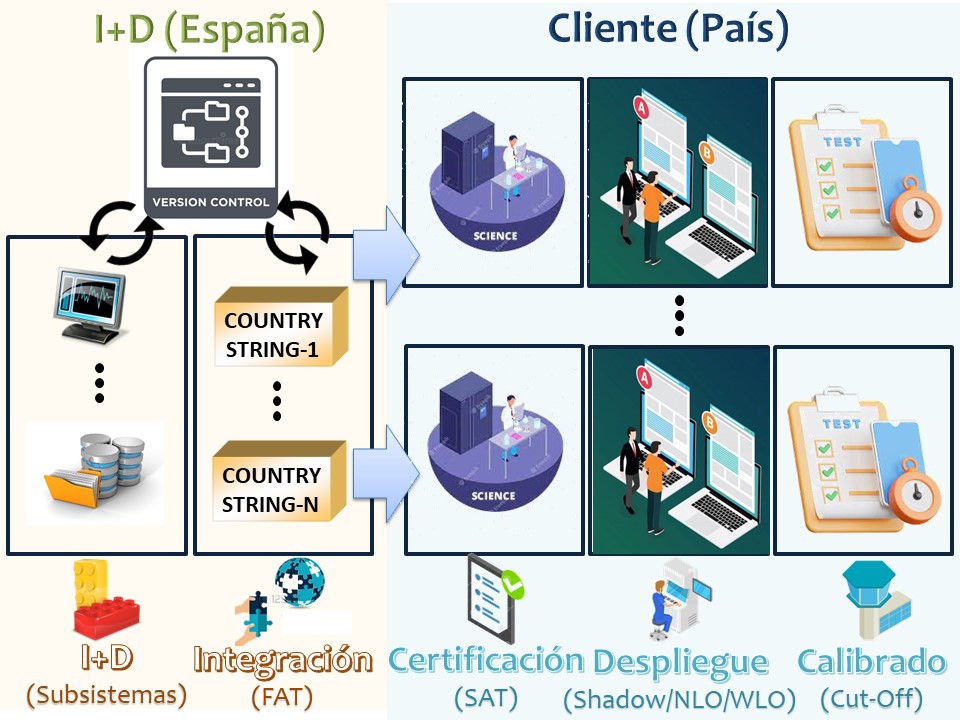 I+D (España)
Cliente (País)
VERSION CONTROL
COUNTRY
STRING-1
COUNTRY
STRING-N
SCIENCE
A
B
TEST
SCIENCE
A
B
TEST
I+D
(Subsistemas)
Integración
(FAT)
Certificación
(SAT)
Despliegue
(Shadow/NLO/WLO)
Calibrado
(Cut-Off)